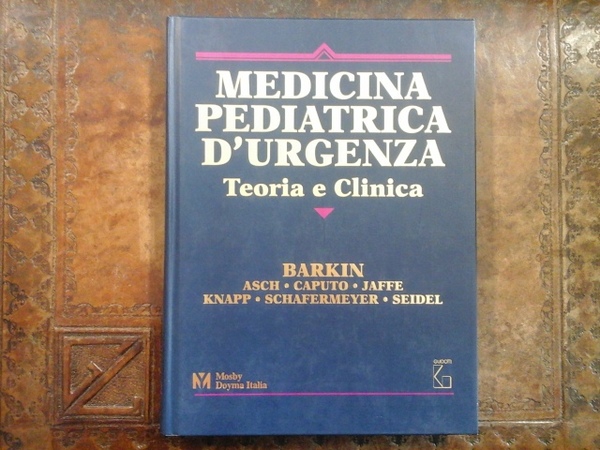 MEDICINA
PEDIATRICA
D'URGENZA
Teoria e Clinica
BARKIN
ASCH • CAPUTO • JAFFE
KNAPP • SCHAFERMEYER • SEIDEL
Mosby
Doyma Italia